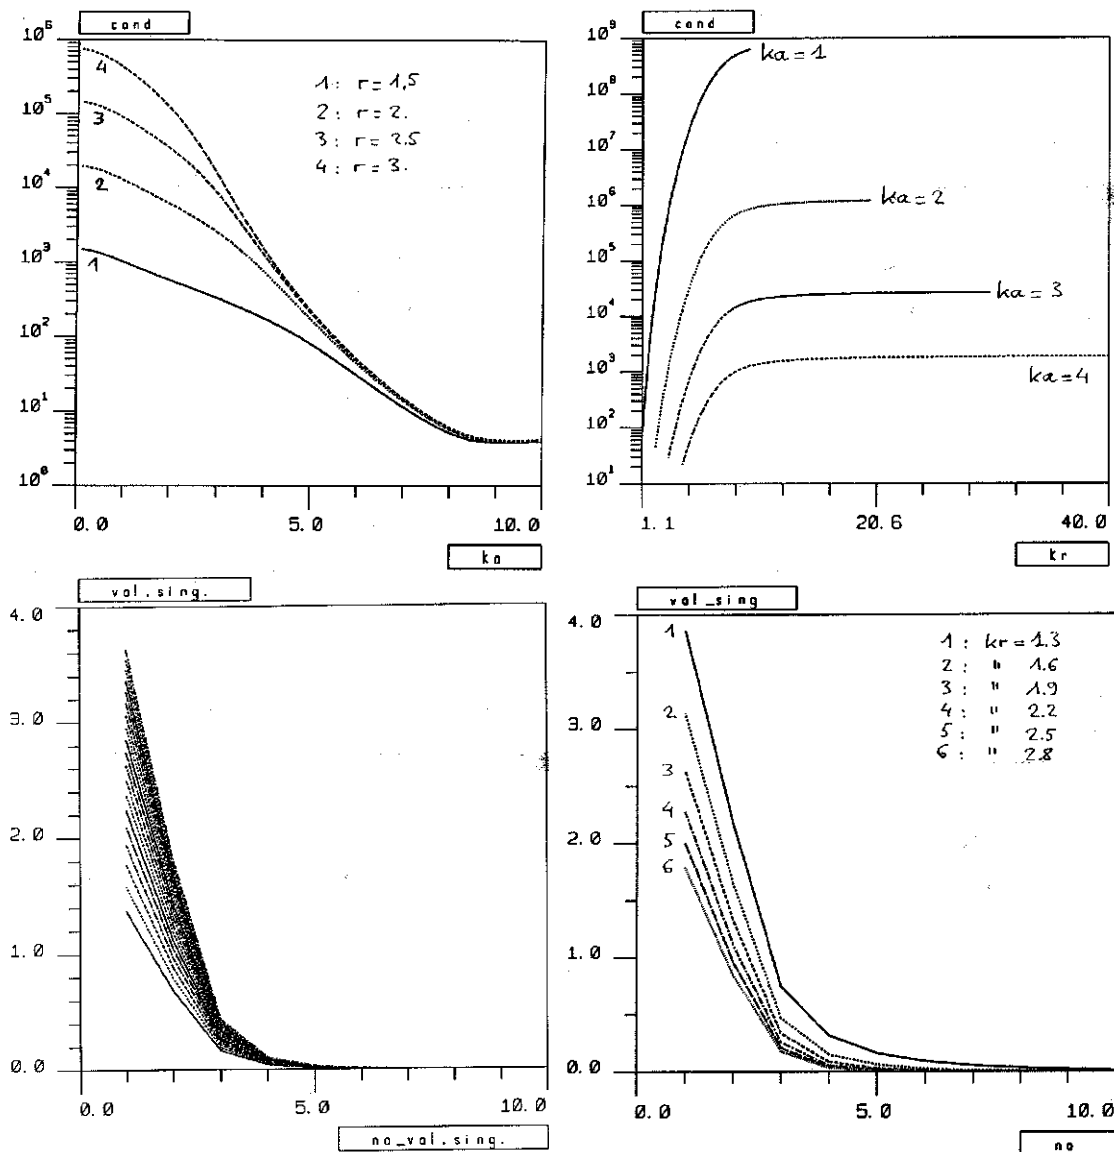 cond
10⁶
10⁵
10⁴
10³
10²
10¹
10⁰
4
3
2
1
1 : r = 1,5
2 : r = 2.
3 : r = 2.5
4 : r = 3.
0.0 5.0 10.0
ka
cond
10⁹
10⁸
10⁷
10⁶
10⁵
10⁴
10³
10²
10¹
ka = 1
ka = 2
ka = 3
ka = 4
1.1 20.6 40.0
kr
val.sing.
4.0
3.0
2.0
1.0
0.0
0.0 5.0 10.0
no_val.sing.
val_sing
4.0
3.0
2.0
1.0
0.0
1
2
3
4
5
6
1 : kr = 1.3
2 : " 1.6
3 : " 1.9
4 : " 2.2
5 : " 2.5
6 : " 2.8
0.0 5.0 10.0
no